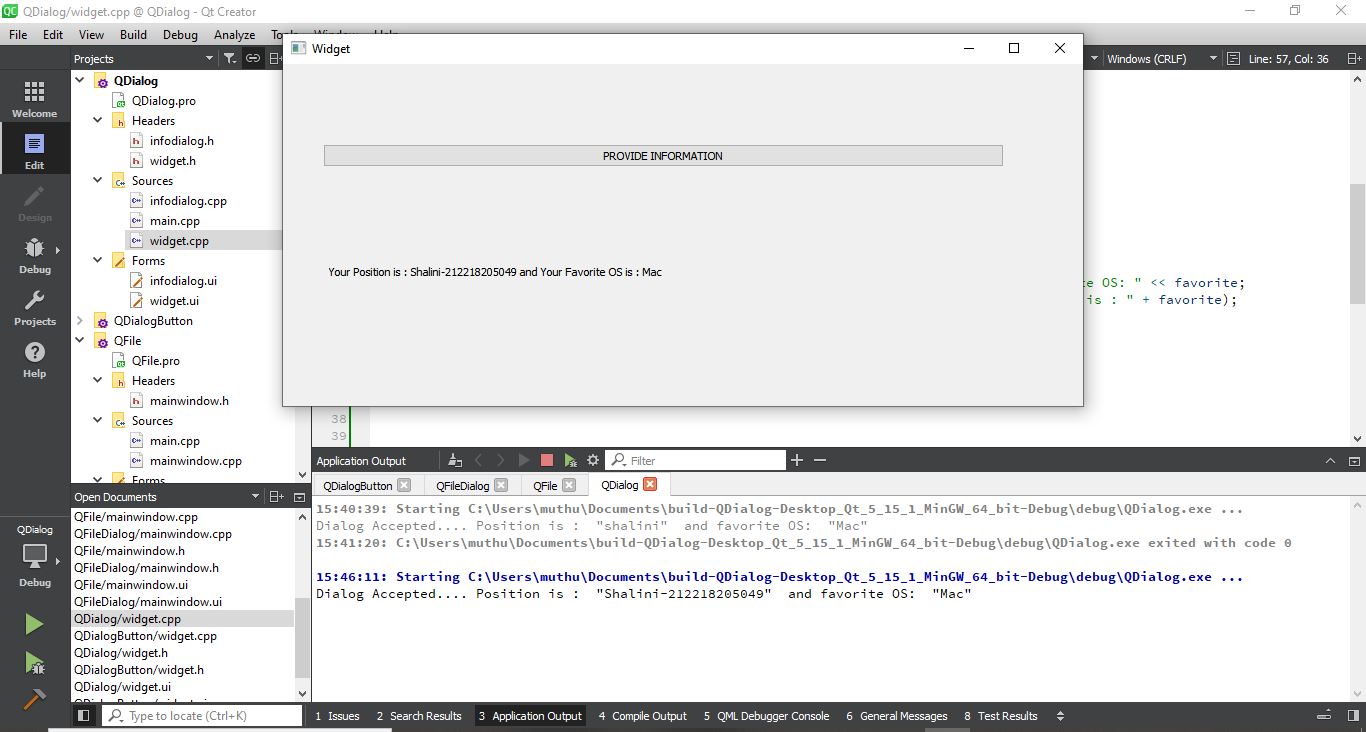 QDialog/widget.cpp @ QDialog - Qt Creator
File Edit View Build Debug Analyze
Widget
Projects
Windows (CRLF) Line: 57, Col: 36
QDialog
QDialog.pro
Headers
infodialog.h
widget.h
Sources
infodialog.cpp
main.cpp
widget.cpp
Forms
infodialog.ui
widget.ui
QDialogButton
QFile
QFile.pro
Headers
mainwindow.h
Sources
main.cpp
mainwindow.cpp
Forms
Welcome
Edit
Design
Debug
Projects
Help
PROVIDE INFORMATION
Your Position is : Shalini-212218205049 and Your Favorite OS is : Mac
OS: " << favorite;
is : " + favorite);
38
39
Application Output Filter
QDialogButton QFileDialog QFile QDialog
15:40:39: Starting C:\Users\muthu\Documents\build-QDialog-Desktop_Qt_5_15_1_MinGW_64_bit-Debug\debug\QDialog.exe ...
Dialog Accepted.... Position is :  "shalini"  and favorite OS:  "Mac"
15:41:20: C:\Users\muthu\Documents\build-QDialog-Desktop_Qt_5_15_1_MinGW_64_bit-Debug\debug\QDialog.exe exited with code 0
15:46:11: Starting C:\Users\muthu\Documents\build-QDialog-Desktop_Qt_5_15_1_MinGW_64_bit-Debug\debug\QDialog.exe ...
Dialog Accepted.... Position is :  "Shalini-212218205049"  and favorite OS:  "Mac"
Open Documents
QFile/mainwindow.cpp
QFileDialog/mainwindow.cpp
QFile/mainwindow.h
QFileDialog/mainwindow.h
QFile/mainwindow.ui
QFileDialog/mainwindow.ui
QDialog/widget.cpp
QDialogButton/widget.cpp
QDialog/widget.h
QDialogButton/widget.h
QDialog/widget.ui
QDialog
Debug
Type to locate (Ctrl+K)
1 Issues 2 Search Results 3 Application Output 4 Compile Output 5 QML Debugger Console 6 General Messages 8 Test Results